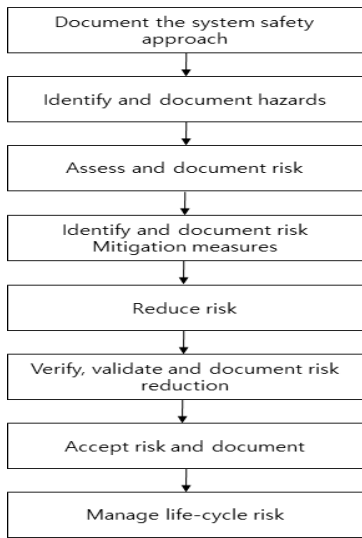 Document the system safety
approach
Identify and document hazards
Assess and document risk
Identify and document risk
Mitigation measures
Reduce risk
Verify, validate and document risk
reduction
Accept risk and document
Manage life-cycle risk